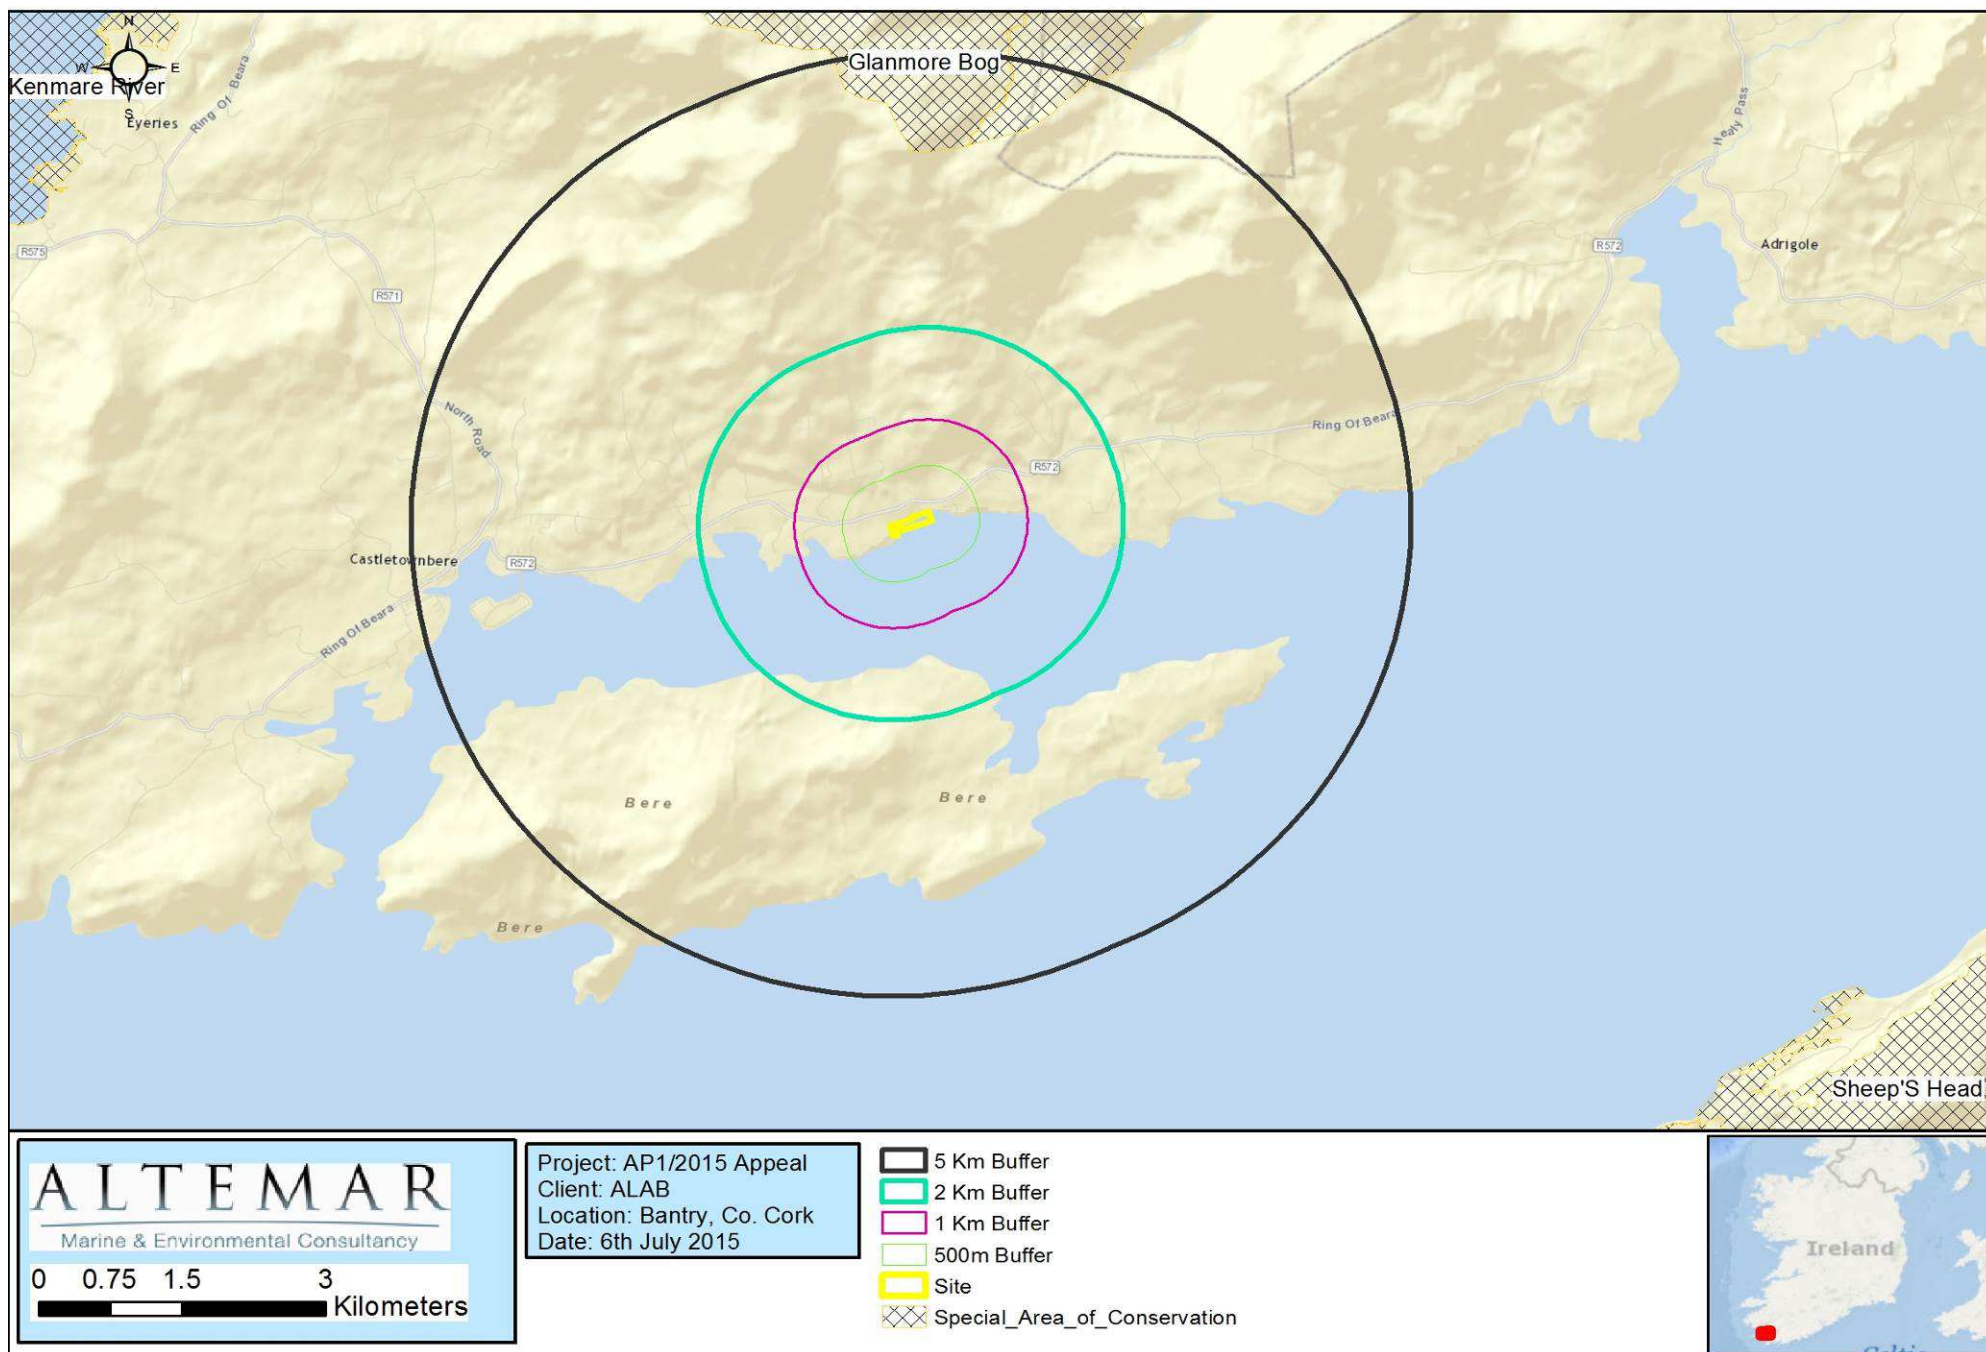 N
W
E
S
Kenmare River
Eyeries
Ring Of Beara
Glanmore Bog
Healy Pass
R575
R571
R572
Adrigole
North Road
Ring Of Beara
R572
Castletownbere
R572
Ring Of Beara
Bere
Bere
Bere
Sheep'S Head
ALTEMAR
Marine & Environmental Consultancy
0 0.75 1.5 3
Kilometers
Project: AP1/2015 Appeal
Client: ALAB
Location: Bantry, Co. Cork
Date: 6th July 2015
5 Km Buffer
2 Km Buffer
1 Km Buffer
500m Buffer
Site
Special_Area_of_Conservation
Ireland